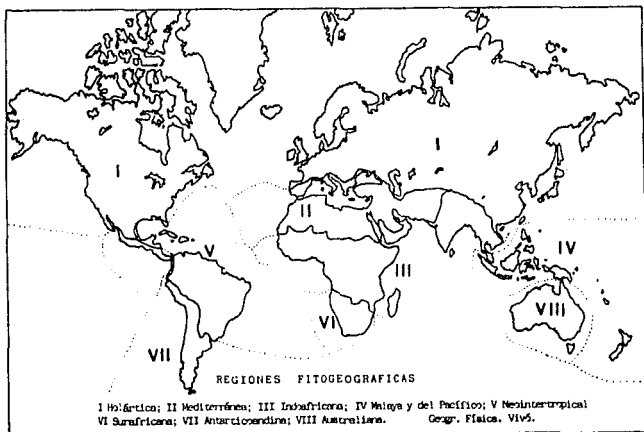 I
I
II
V
IV
III
VI
VIII
VII
REGIONES FITOGEOGRAFICAS
I Holártica; II Mediterránea; III Indoafricana; IV Malaya y del Pacífico; V Neointertropical
VI Surafricana; VII Antarticoandina; VIII Australiana. Geogr. Física. Viv5.